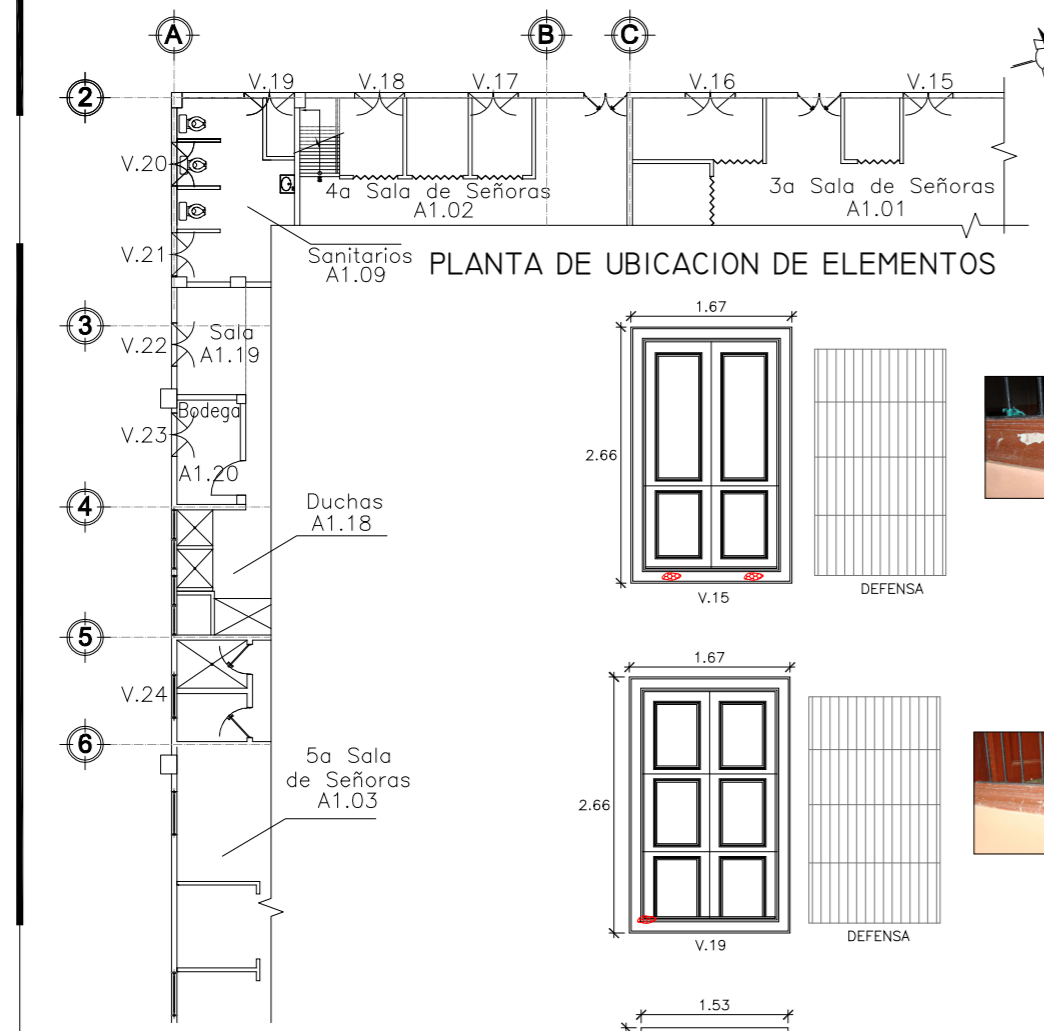 A
B
C
2
V.19
V.18
V.17
V.16
V.15
V.20
4a Sala de Señoras
A1.02
3a Sala de Señoras
A1.01
V.21
Sanitarios
A1.09
PLANTA DE UBICACION DE ELEMENTOS
3
V.22
Sala
A1.19
1.67
Bodega
V.23
A1.20
2.66
4
Duchas
A1.18
DEFENSA
V.15
5
1.67
V.24
6
5a Sala
de Señoras
A1.03
2.66
DEFENSA
V.19
1.53